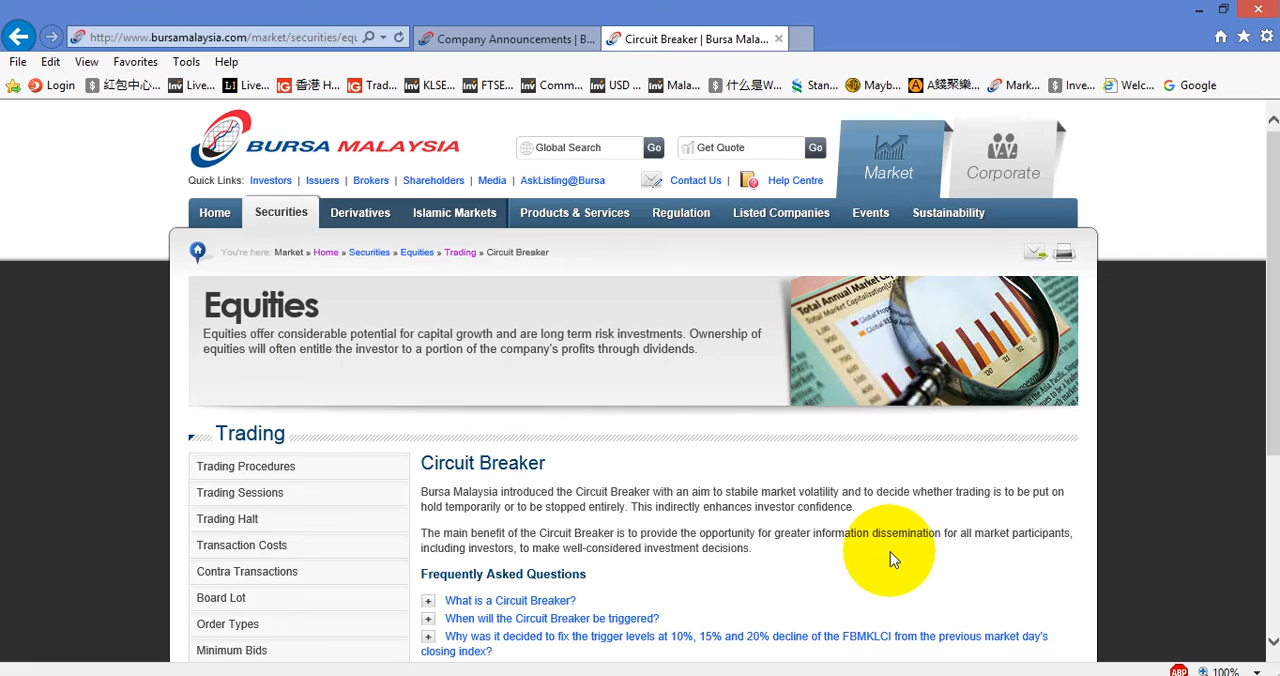 http://www.bursamalaysia.com/market/securities/equ
Company Announcements | B...
Circuit Breaker | Bursa Mala...
File Edit View Favorites Tools Help
Login 红包中心... Live... Live... 香港 H... Trad... KLSE... FTSE... Comm... USD ... Mala... 什么是W... Stan... Mayb... A錢聚樂... Mark... Inve... Welc... Google
BURSA MALAYSIA
Global Search Go Get Quote Go
Market Corporate
Quick Links: Investors | Issuers | Brokers | Shareholders | Media | AskListing@Bursa Contact Us | Help Centre
Home Securities Derivatives Islamic Markets Products & Services Regulation Listed Companies Events Sustainability
You're here: Market » Home » Securities » Equities » Trading » Circuit Breaker
Equities
Equities offer considerable potential for capital growth and are long term risk investments. Ownership of
equities will often entitle the investor to a portion of the company's profits through dividends.
Total Annual Market
Total Market Capitalization
Trading
Trading Procedures
Trading Sessions
Trading Halt
Transaction Costs
Contra Transactions
Board Lot
Order Types
Minimum Bids
Circuit Breaker
Bursa Malaysia introduced the Circuit Breaker with an aim to stabile market volatility and to decide whether trading is to be put on
hold temporarily or to be stopped entirely. This indirectly enhances investor confidence.
The main benefit of the Circuit Breaker is to provide the opportunity for greater information dissemination for all market participants,
including investors, to make well-considered investment decisions.
Frequently Asked Questions
+ What is a Circuit Breaker?
+ When will the Circuit Breaker be triggered?
+ Why was it decided to fix the trigger levels at 10%, 15% and 20% decline of the FBMKLCI from the previous market day's
closing index?
ABP 100%